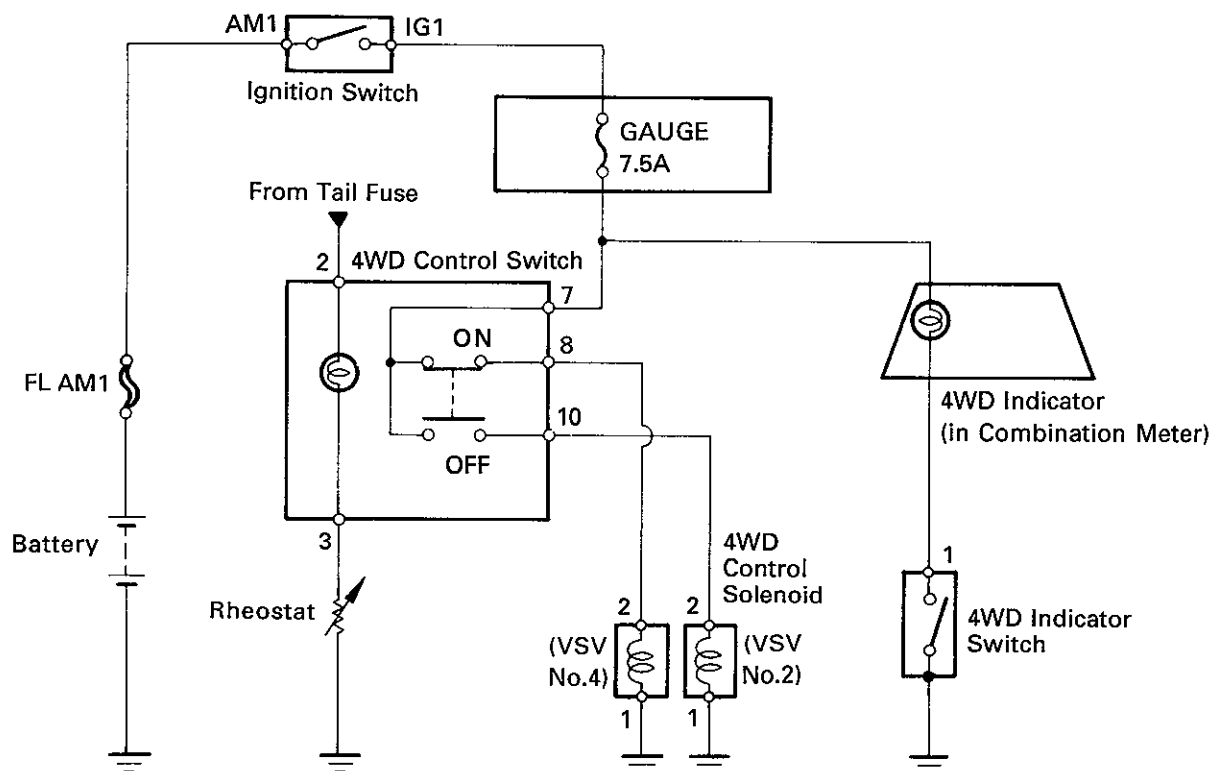 AM1
IG1
Ignition Switch
GAUGE
7.5A
From Tail Fuse
2
4WD Control Switch
7
ON
8
10
OFF
3
FL AM1
Battery
Rheostat
4WD
Control
Solenoid
2
2
(VSV
No.4)
(VSV
No.2)
1
1
4WD Indicator
(in Combination Meter)
1
4WD Indicator
Switch